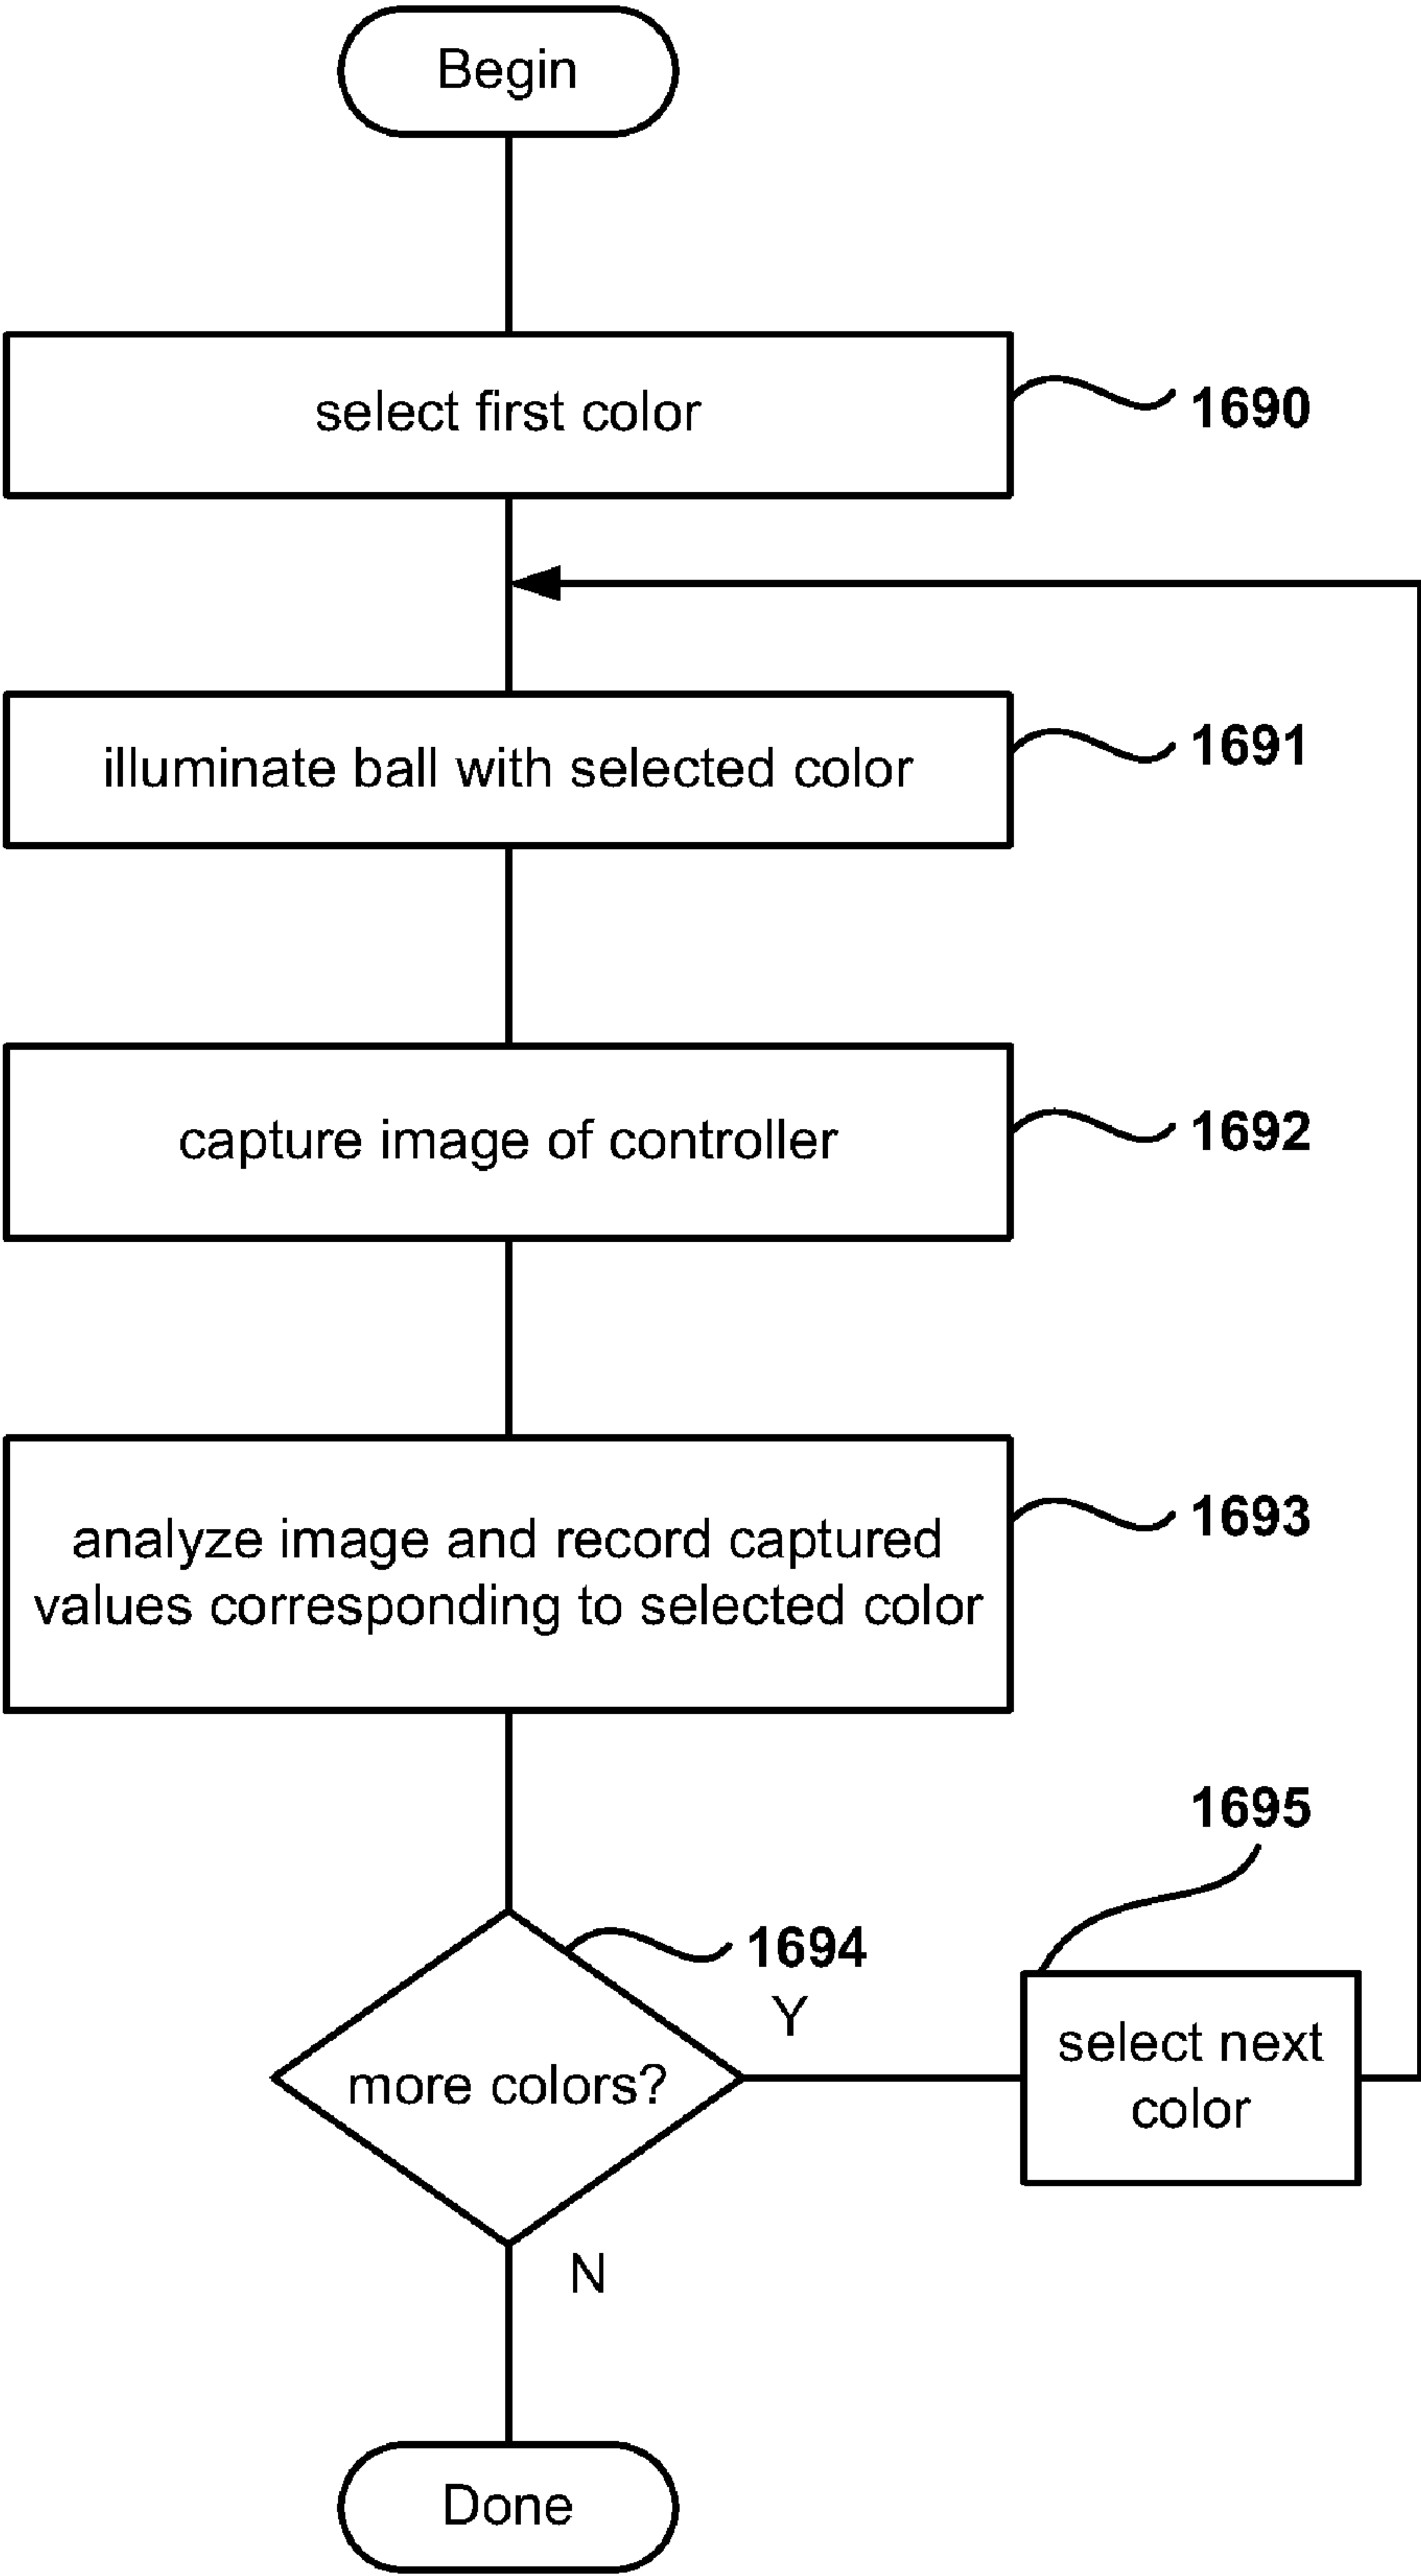 Begin
select first color
1690
illuminate ball with selected color
1691
capture image of controller
1692
analyze image and record captured
values corresponding to selected color
1693
1695
1694
Y
more colors?
select next
color
N
Done